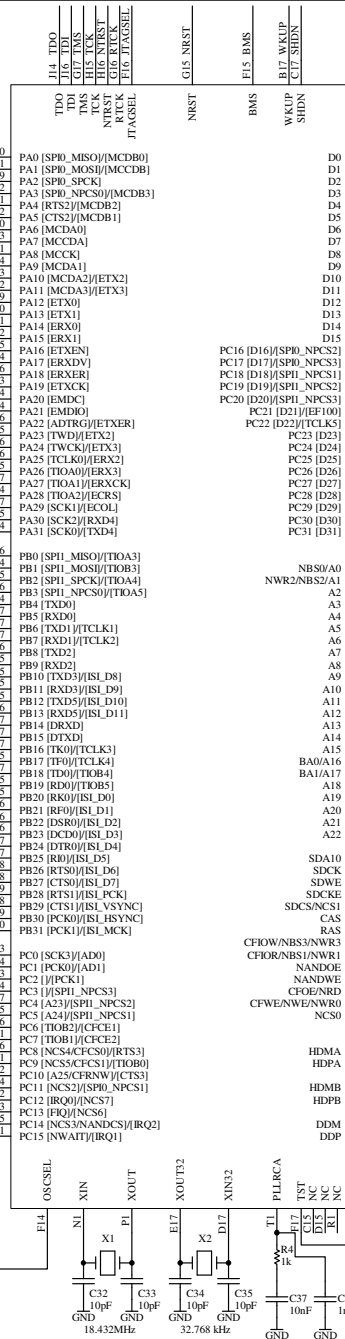 J14 TDO
J16 TDI
G17 TMS
H15 TCK
H16 NTRST
G16 RTCK
F16 JTAGSEL
G15 NRST
F15 BMS
B17 WKUP
C17 SHDN
TDO
TDI
TMS
TCK
NTRST
RTCK
JTAGSEL
NRST
BMS
WKUP
SHDN
PA0 [SPI0_MISO]/[MCDB0] D0
PA1 [SPI0_MOSI]/[MCCDB] D1
PA2 [SPI0_SPCK] D2
PA3 [SPI0_NPCS0]/[MCDB3] D3
PA4 [RTS2]/[MCDB2] D4
PA5 [CTS2]/[MCDB1] D5
PA6 [MCDA0] D6
PA7 [MCCDA] D7
PA8 [MCCK] D8
PA9 [MCDA1] D9
PA10 [MCDA2]/[ETX2] D10
PA11 [MCDA3]/[ETX3] D11
PA12 [ETX0] D12
PA13 [ETX1] D13
PA14 [ERX0] D14
PA15 [ERX1] D15
PA16 [ETXEN] PC16 [D16]/[SPI0_NPCS2]
PA17 [ERXDV] PC17 [D17]/[SPI0_NPCS3]
PA18 [ERXER] PC18 [D18]/[SPI1_NPCS1]
PA19 [ETXCK] PC19 [D19]/[SPI1_NPCS2]
PA20 [EMDC] PC20 [D20]/[SPI1_NPCS3]
PA21 [EMDIO] PC21 [D21]/[EF100]
PA22 [ADTRG]/[ETXER] PC22 [D22]/[TCLK5]
PA23 [TWD]/[ETX2] PC23 [D23]
PA24 [TWCK]/[ETX3] PC24 [D24]
PA25 [TCLK0]/[ERX2] PC25 [D25]
PA26 [TIOA0]/[ERX3] PC26 [D26]
PA27 [TIOA1]/[ERXCK] PC27 [D27]
PA28 [TIOA2]/[ECRS] PC28 [D28]
PA29 [SCK1]/[ECOL] PC29 [D29]
PA30 [SCK2]/[RXD4] PC30 [D30]
PA31 [SCK0]/[TXD4] PC31 [D31]
PB0 [SPI1_MISO]/[TIOA3]
PB1 [SPI1_MOSI]/[TIOB3] NBS0/A0
PB2 [SPI1_SPCK]/[TIOA4] NWR2/NBS2/A1
PB3 [SPI1_NPCS0]/[TIOA5] A2
PB4 [TXD0] A3
PB5 [RXD0] A4
PB6 [TXD1]/[TCLK1] A5
PB7 [RXD1]/[TCLK2] A6
PB8 [TXD2] A7
PB9 [RXD2] A8
PB10 [TXD3]/[ISI_D8] A9
PB11 [RXD3]/[ISI_D9] A10
PB12 [TXD5]/[ISI_D10] A11
PB13 [RXD5]/[ISI_D11] A12
PB14 [DRXD] A13
PB15 [DTXD] A14
PB16 [TK0]/[TCLK3] A15
PB17 [TF0]/[TCLK4] BA0/A16
PB18 [TD0]/[TIOB4] BA1/A17
PB19 [RD0]/[TIOB5] A18
PB20 [RK0]/[ISI_D0] A19
PB21 [RF0]/[ISI_D1] A20
PB22 [DSR0]/[ISI_D2] A21
PB23 [DCD0]/[ISI_D3] A22
PB24 [DTR0]/[ISI_D4]
PB25 [RI0]/[ISI_D5] SDA10
PB26 [RTS0]/[ISI_D6] SDCK
PB27 [CTS0]/[ISI_D7] SDWE
PB28 [RTS1]/[ISI_PCK] SDCKE
PB29 [CTS1]/[ISI_VSYNC] SDCS/NCS1
PB30 [PCK0]/[ISI_HSYNC] CAS
PB31 [PCK1]/[ISI_MCK] RAS
CFIOW/NBS3/NWR3
PC0 [SCK3]/[AD0] CFIOR/NBS1/NWR1
PC1 [PCK0]/[AD1] NANDOE
PC2 []/[PCK1] NANDWE
PC3 []/[SPI1_NPCS3] CFOE/NRD
PC4 [A23]/[SPI1_NPCS2] CFWE/NWE/NWR0
PC5 [A24]/[SPI1_NPCS1] NCS0
PC6 [TIOB2]/[CFCE1]
PC7 [TIOB1]/[CFCE2]
PC8 [NCS4/CFCS0]/[RTS3] HDMA
PC9 [NCS5/CFCS1]/[TIOB0] HDPA
PC10 [A25/CFRNW]/[CTS3]
PC11 [NCS2]/[SPI0_NPCS1] HDMB
PC12 [IRQ0]/[NCS7] HDPB
PC13 [FIQ]/[NCS6]
PC14 [NCS3/NANDCS]/[IRQ2] DDM
PC15 [NWAIT]/[IRQ1] DDP
OSCSEL
XIN
XOUT
XOUT32
XIN32
PLLRCA
TST
NC
NC
NC
F14
N1
P1
E17
D17
T1
F17
C15
D15
R1
X1
X2
R4
1k
C32
10pF
C33
10pF
C34
10pF
C35
10pF
C37
10nF
GND
GND
GND
GND
GND
GND
18.432MHz
32.768 kHz